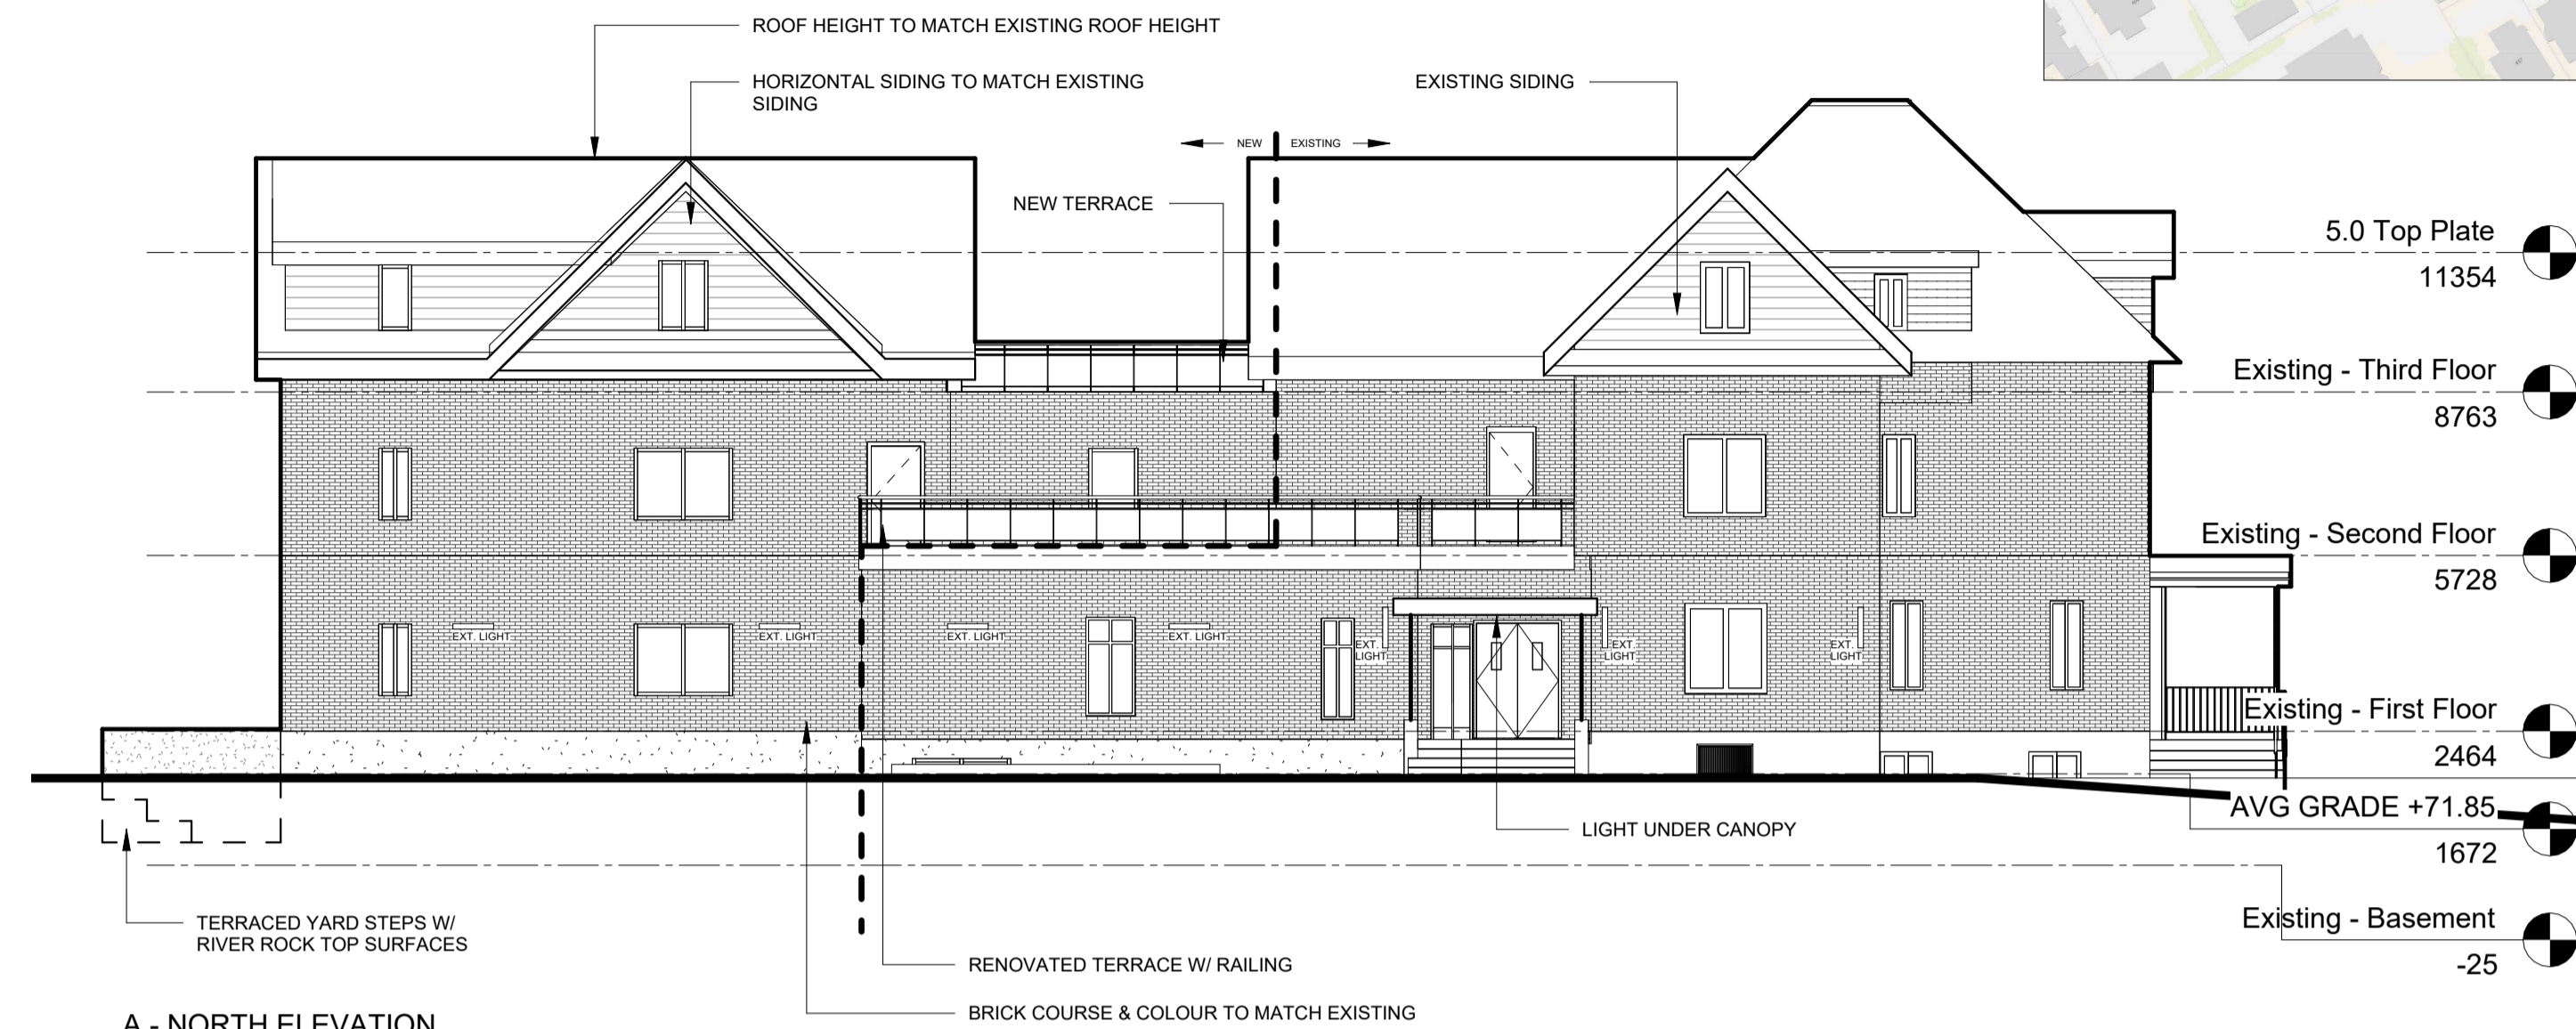 ROOF HEIGHT TO MATCH EXISTING ROOF HEIGHT
HORIZONTAL SIDING TO MATCH EXISTING
SIDING
EXISTING SIDING
NEW
EXISTING
NEW TERRACE
5.0 Top Plate
11354
Existing - Third Floor
8763
Existing - Second Floor
5728
EXT. LIGHT
EXT. LIGHT
EXT. LIGHT
EXT. LIGHT
EXT.
LIGHT
EXT.
LIGHT
EXT.
LIGHT
Existing - First Floor
2464
AVG GRADE +71.85
1672
LIGHT UNDER CANOPY
Existing - Basement
-25
TERRACED YARD STEPS W/
RIVER ROCK TOP SURFACES
RENOVATED TERRACE W/ RAILING
BRICK COURSE & COLOUR TO MATCH EXISTING
A - NORTH ELEVATION